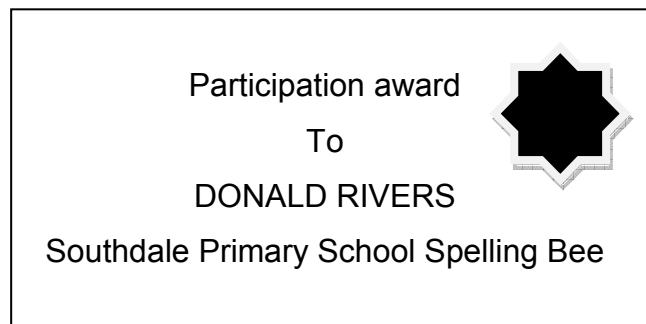 Participation award
To
DONALD RIVERS
Southdale Primary School Spelling Bee